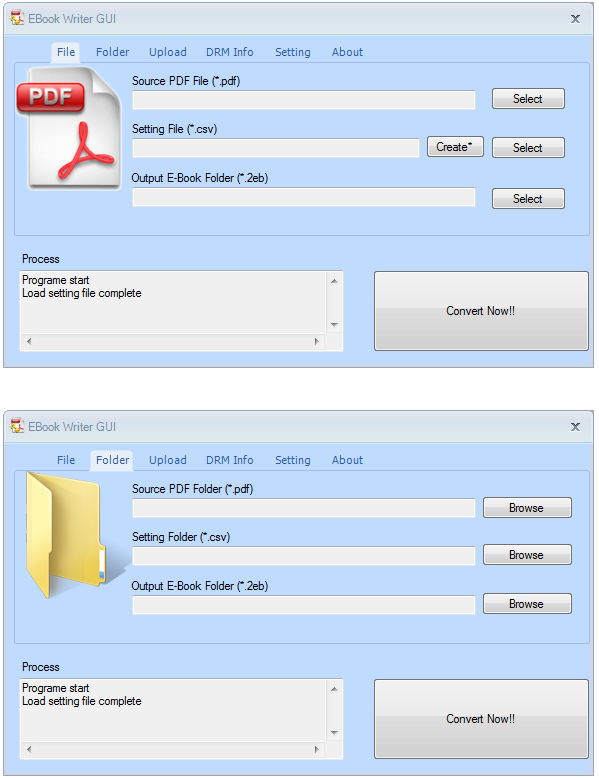 EBook Writer GUI
File Folder Upload DRM Info Setting About
PDF
Source PDF File (*.pdf)
Select
Setting File (*.csv)
Create* Select
Output E-Book Folder (*.2eb)
Select
Process
Programe start
Load setting file complete
Convert Now!!
EBook Writer GUI
File Folder Upload DRM Info Setting About
Source PDF Folder (*.pdf)
Browse
Setting Folder (*.csv)
Browse
Output E-Book Folder (*.2eb)
Browse
Process
Programe start
Load setting file complete
Convert Now!!